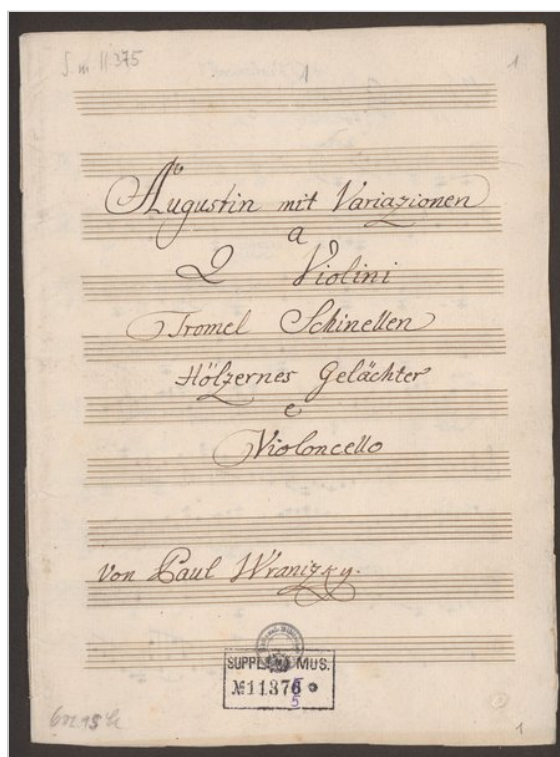 S. m. 11375
1
1
Augustin mit Variazionen
a
2 Violini
Tromel Schinellen
Hölzernes Gelächter
e
Violoncello
Von Paul Wranizky.
SUPPL. MUS.
№11376
5
1